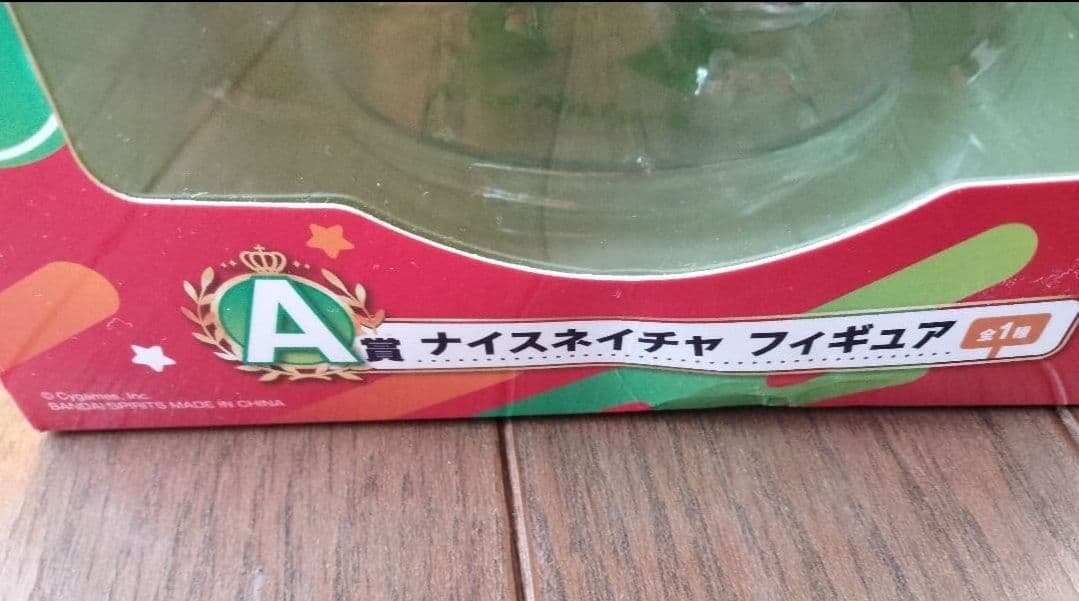 A賞 ナイスネイチャ フィギュア 全1種
© Cygames, Inc.
BANDAI SPIRITS MADE IN CHINA